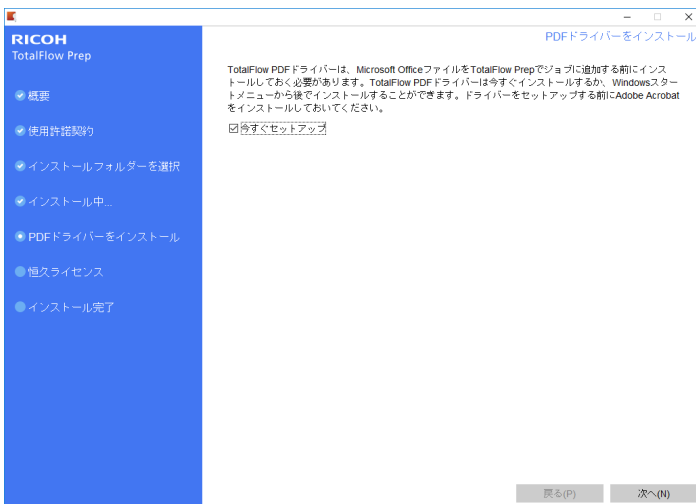 PDFドライバーをインストール
RICOH
TotalFlow Prep
概要
使用許諾契約
インストールフォルダーを選択
インストール中...
PDFドライバーをインストール
恒久ライセンス
インストール完了
TotalFlow PDFドライバーは、Microsoft OfficeファイルをTotalFlow Prepでジョブに追加する前にインス
トールしておく必要があります。TotalFlow PDFドライバーは今すぐインストールするか、Windowsスター
トメニューから後でインストールすることができます。ドライバーをセットアップする前にAdobe Acrobat
をインストールしておいてください。
今すぐセットアップ
戻る(P)
次へ(N)